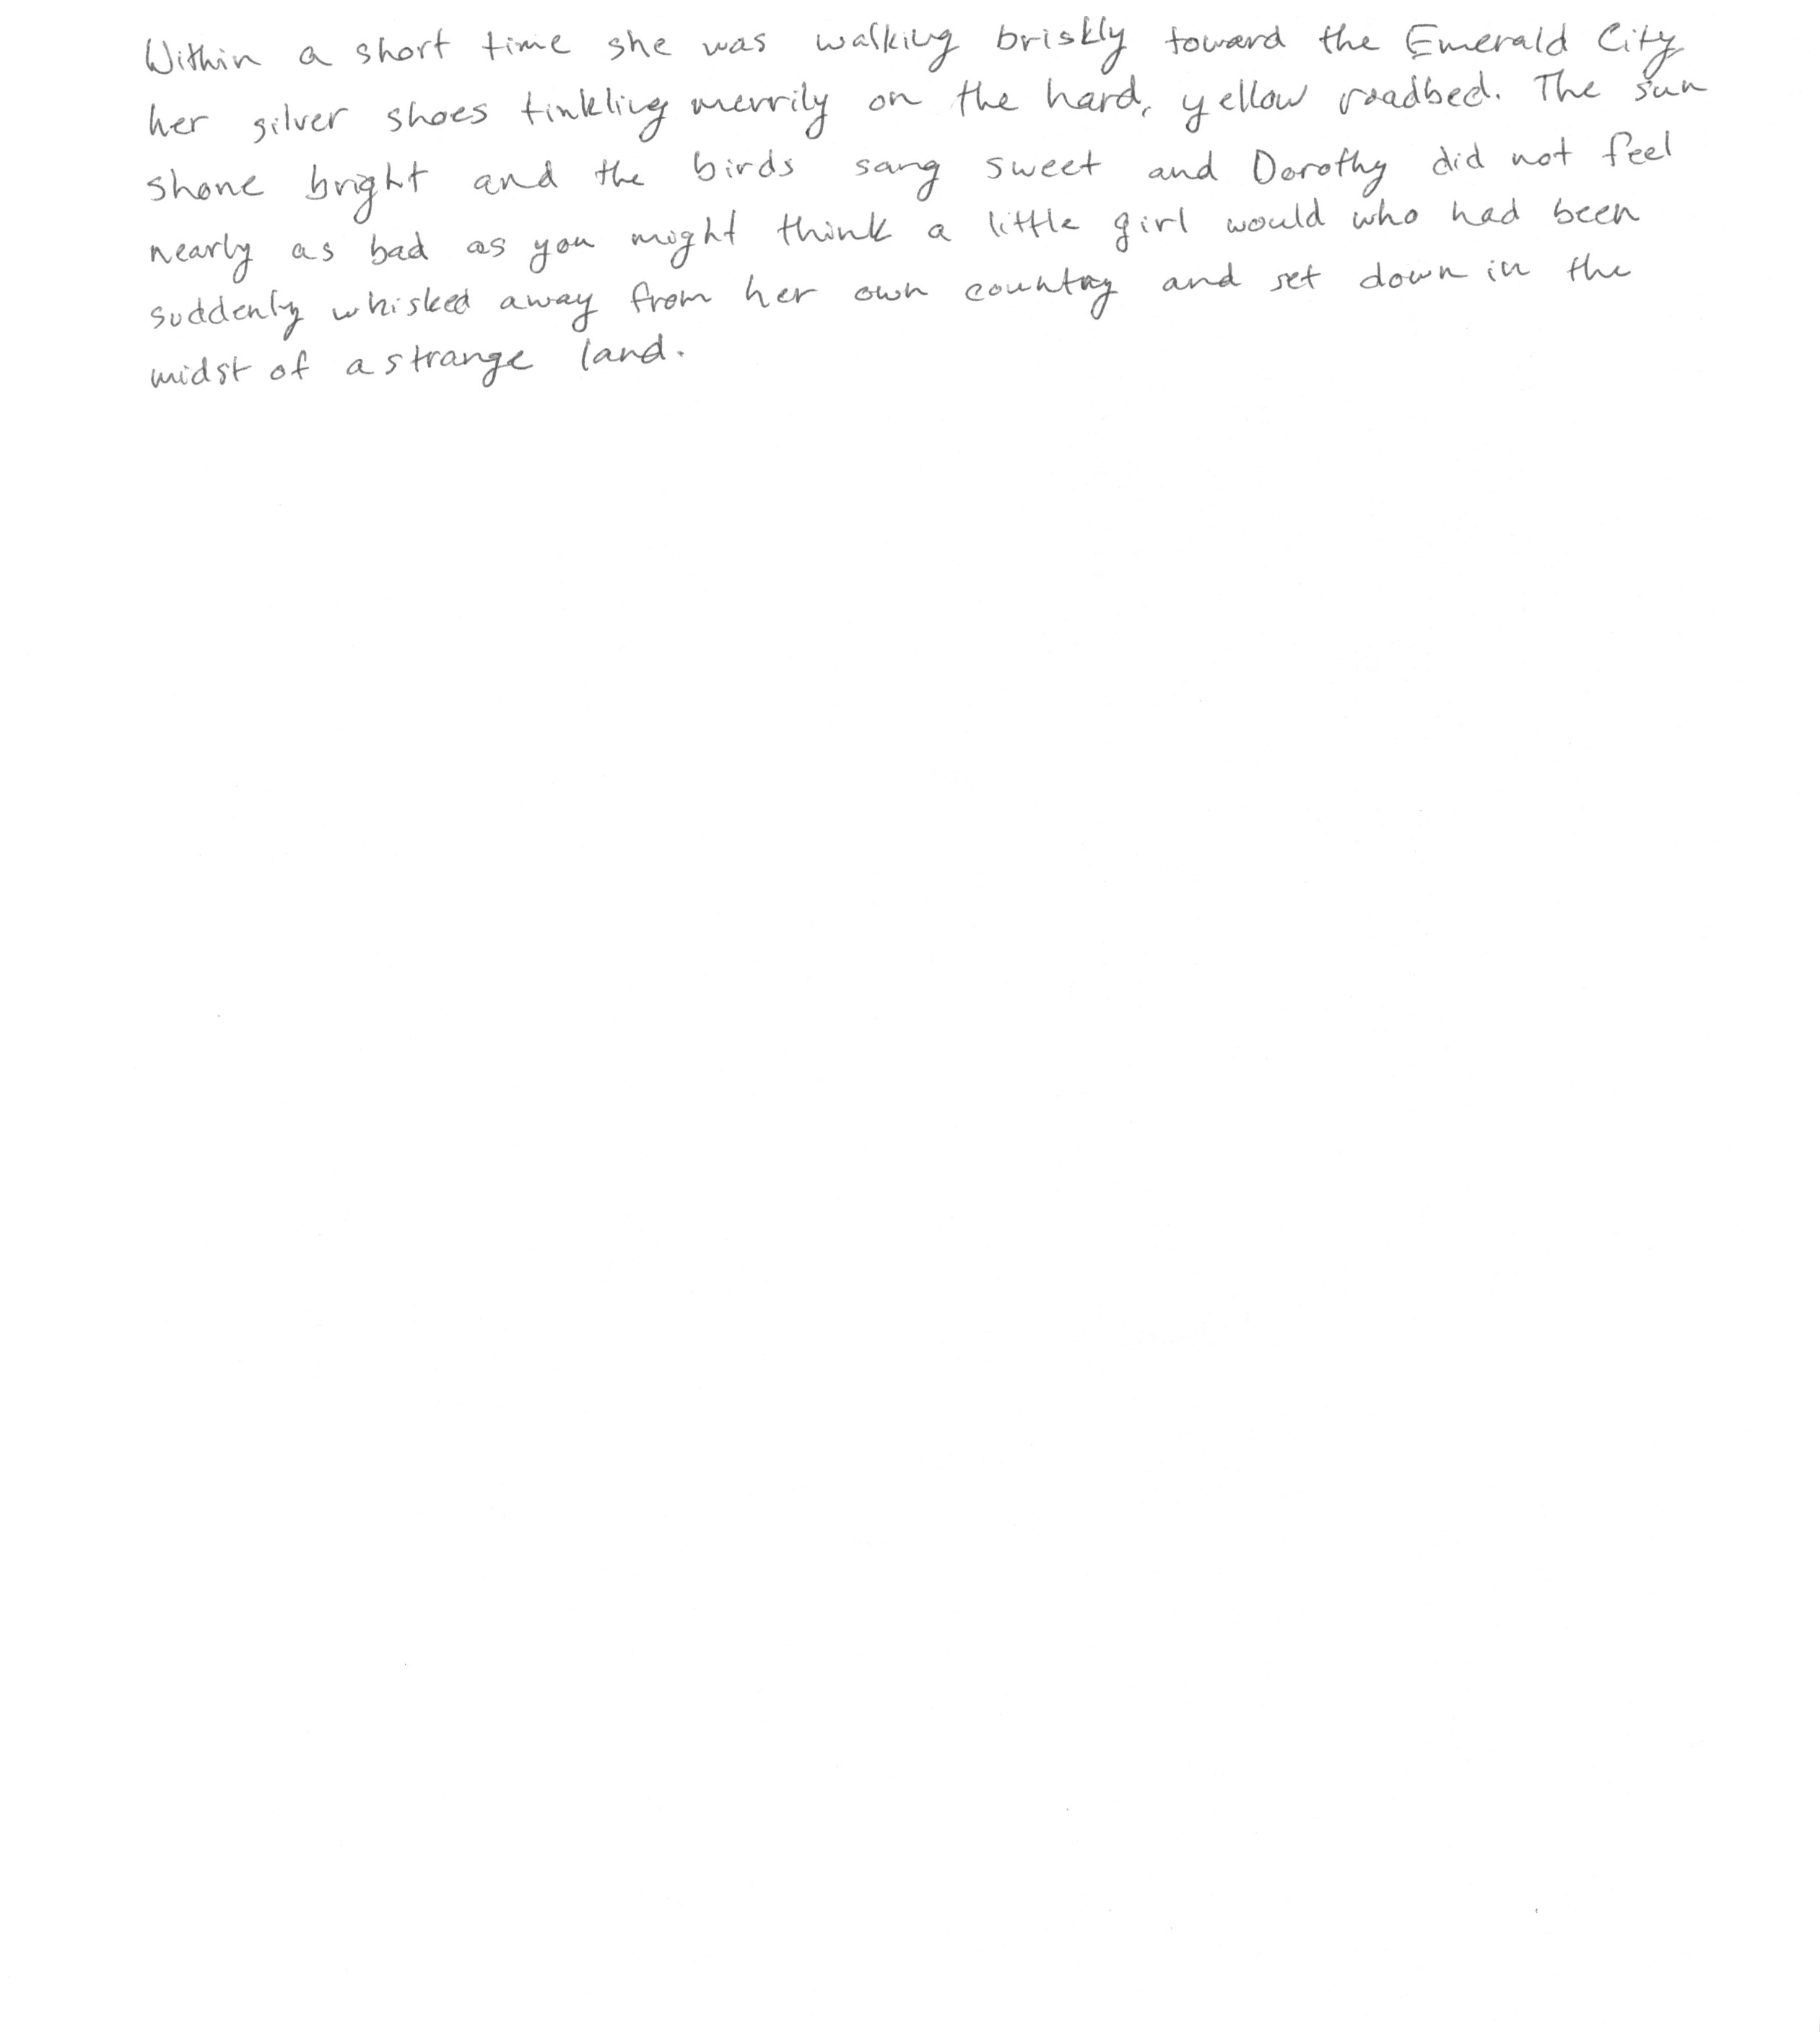 Within a short time she was walking briskly toward the Emerald City
her silver shoes tinkling merrily on the hard, yellow roadbed. The sun
shone bright and the birds sang sweet and Dorothy did not feel
nearly as bad as you might think a little girl would who had been
suddenly whisked away from her own country and set down in the
midst of a strange land.